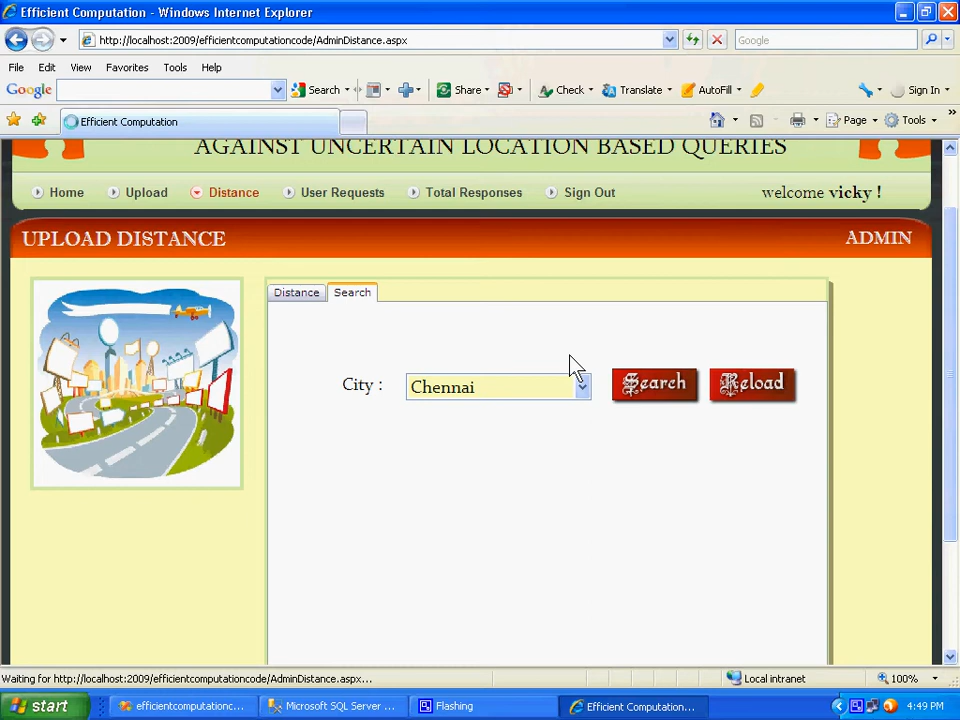 Efficient Computation - Windows Internet Explorer
http://localhost:2009/efficientcomputationcode/AdminDistance.aspx
Google
File Edit View Favorites Tools Help
Google Search Share Check Translate AutoFill Sign In
Efficient Computation Page Tools
AGAINST UNCERTAIN LOCATION BASED QUERIES
Home Upload Distance User Requests Total Responses Sign Out welcome vicky !
UPLOAD DISTANCE ADMIN
Distance Search
City : Chennai Search Reload
Waiting for http://localhost:2009/efficientcomputationcode/AdminDistance.aspx... Local intranet 100%
start efficientcomputationc... Microsoft SQL Server ... Flashing Efficient Computation... 4:49 PM